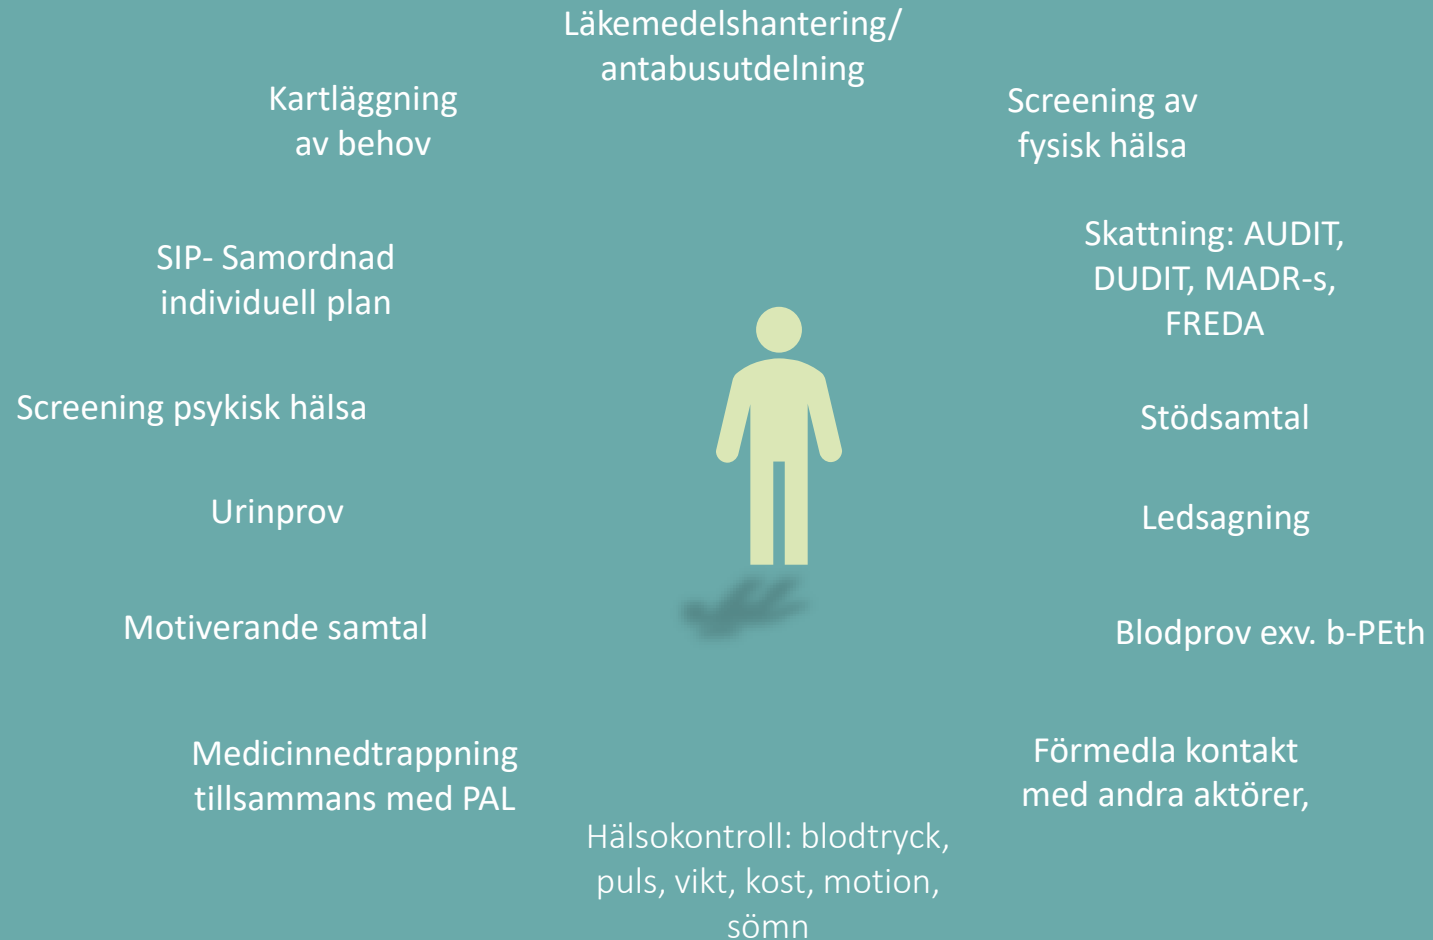 Läkemedelshantering/
antabusutdelning
Kartläggning
av behov
Screening av
fysisk hälsa
SIP- Samordnad
individuell plan
Skattning: AUDIT,
DUDIT, MADR-s,
FREDA
Screening psykisk hälsa
Stödsamtal
Urinprov
Ledsagning
Motiverande samtal
Blodprov exv. b-PEth
Medicinnedtrappning
tillsammans med PAL
Förmedla kontakt
med andra aktörer,
Hälsokontroll: blodtryck,
puls, vikt, kost, motion,
sömn